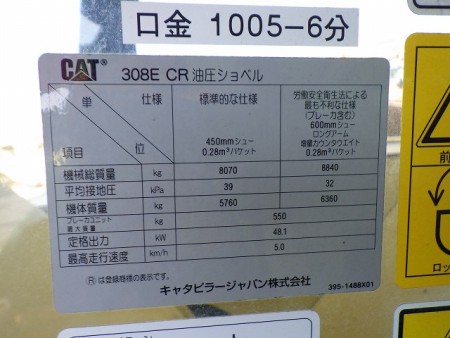 口金 1005-6分
CAT 308E CR 油圧ショベル
単 仕様
項目 位
標準的な仕様
450mmシュー
0.28m³バケット
労働安全衛生法による
最も不利な仕様
(ブレーカ含む)
600mmシュー
ロングアーム
増量カウンタウエイト
0.28m³バケット
機械総質量 kg 8070 8840
平均接地圧 kPa 39 32
機体質量 kg 5760 6360
ブレーカユニット
最大質量 kg 550
定格出力 kW 48.1
最高走行速度 km/h 5.0
Ⓡは登録商標の表示です。
キャタピラージャパン株式会社
395-1488X01
前
ロッ